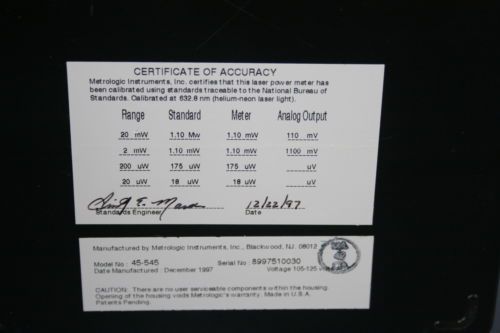 CERTIFICATE OF ACCURACY
Metrologic Instruments, Inc. certifies that this laser power meter has
been calibrated using standards traceable to the National Bureau of
Standards. Calibrated at 632.8 nm (helium-neon laser light).
Range Standard Meter Analog Output
20 mW 1.10 Mw 1.10 mW 110 mV
2 mW 1.10 mW 1.10 mW 1100 mV
200 uW 175 uW 175 uW uV
20 uW 18 uW 18 uW uV
12/22/97
Standards Engineer Date
Manufactured by Metrologic Instruments, Inc., Blackwood, NJ. 08012
Model No: 45-545 Serial No: 8997510030
Date Manufactured: December 1997 Voltage 105-125
CAUTION: There are no user serviceable components within the housing.
Opening of the housing voids Metrologic's warranty. Made in U.S.A.
Patents Pending.